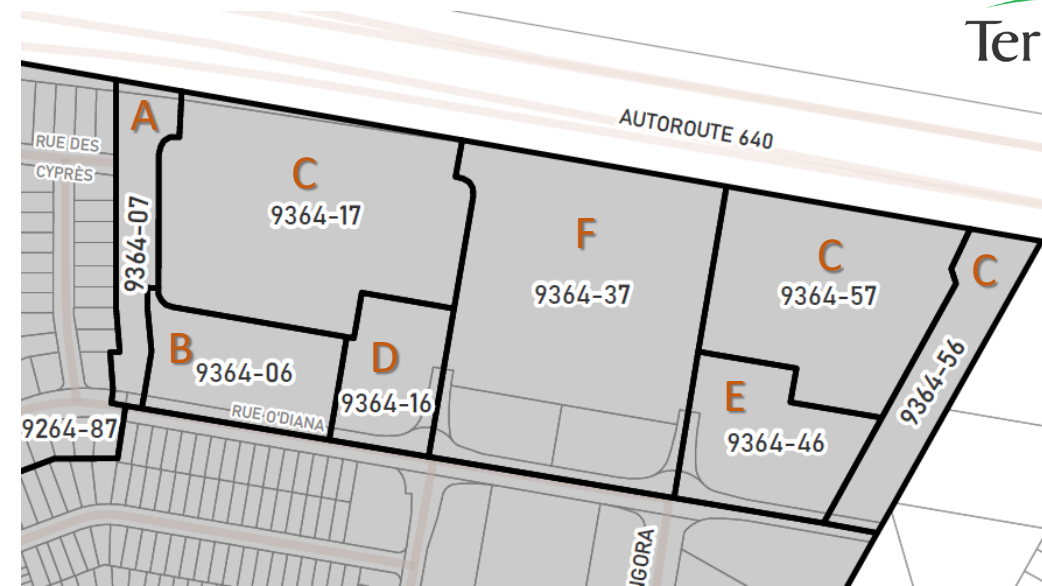 Ter
AUTOROUTE 640
A
RUE DES
CYPRÈS
C
9364-17
9364-07
F
9364-37
C
9364-57
C
9364-56
B
9364-06
D
9364-16
E
9364-46
RUE O'DIANA
9264-87
NGORA